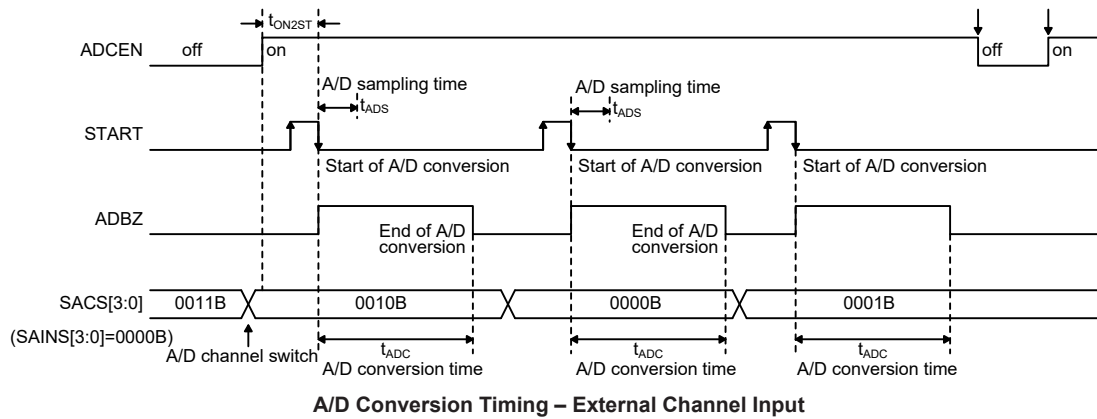 tON2ST
ADCEN
off
on
off
on
A/D sampling time
tADS
A/D sampling time
tADS
START
Start of A/D conversion
Start of A/D conversion
Start of A/D conversion
ADBZ
End of A/D
conversion
End of A/D
conversion
SACS[3:0]
0011B
0010B
0000B
0001B
(SAINS[3:0]=0000B)
A/D channel switch
tADC
A/D conversion time
tADC
A/D conversion time
tADC
A/D conversion time
A/D Conversion Timing – External Channel Input